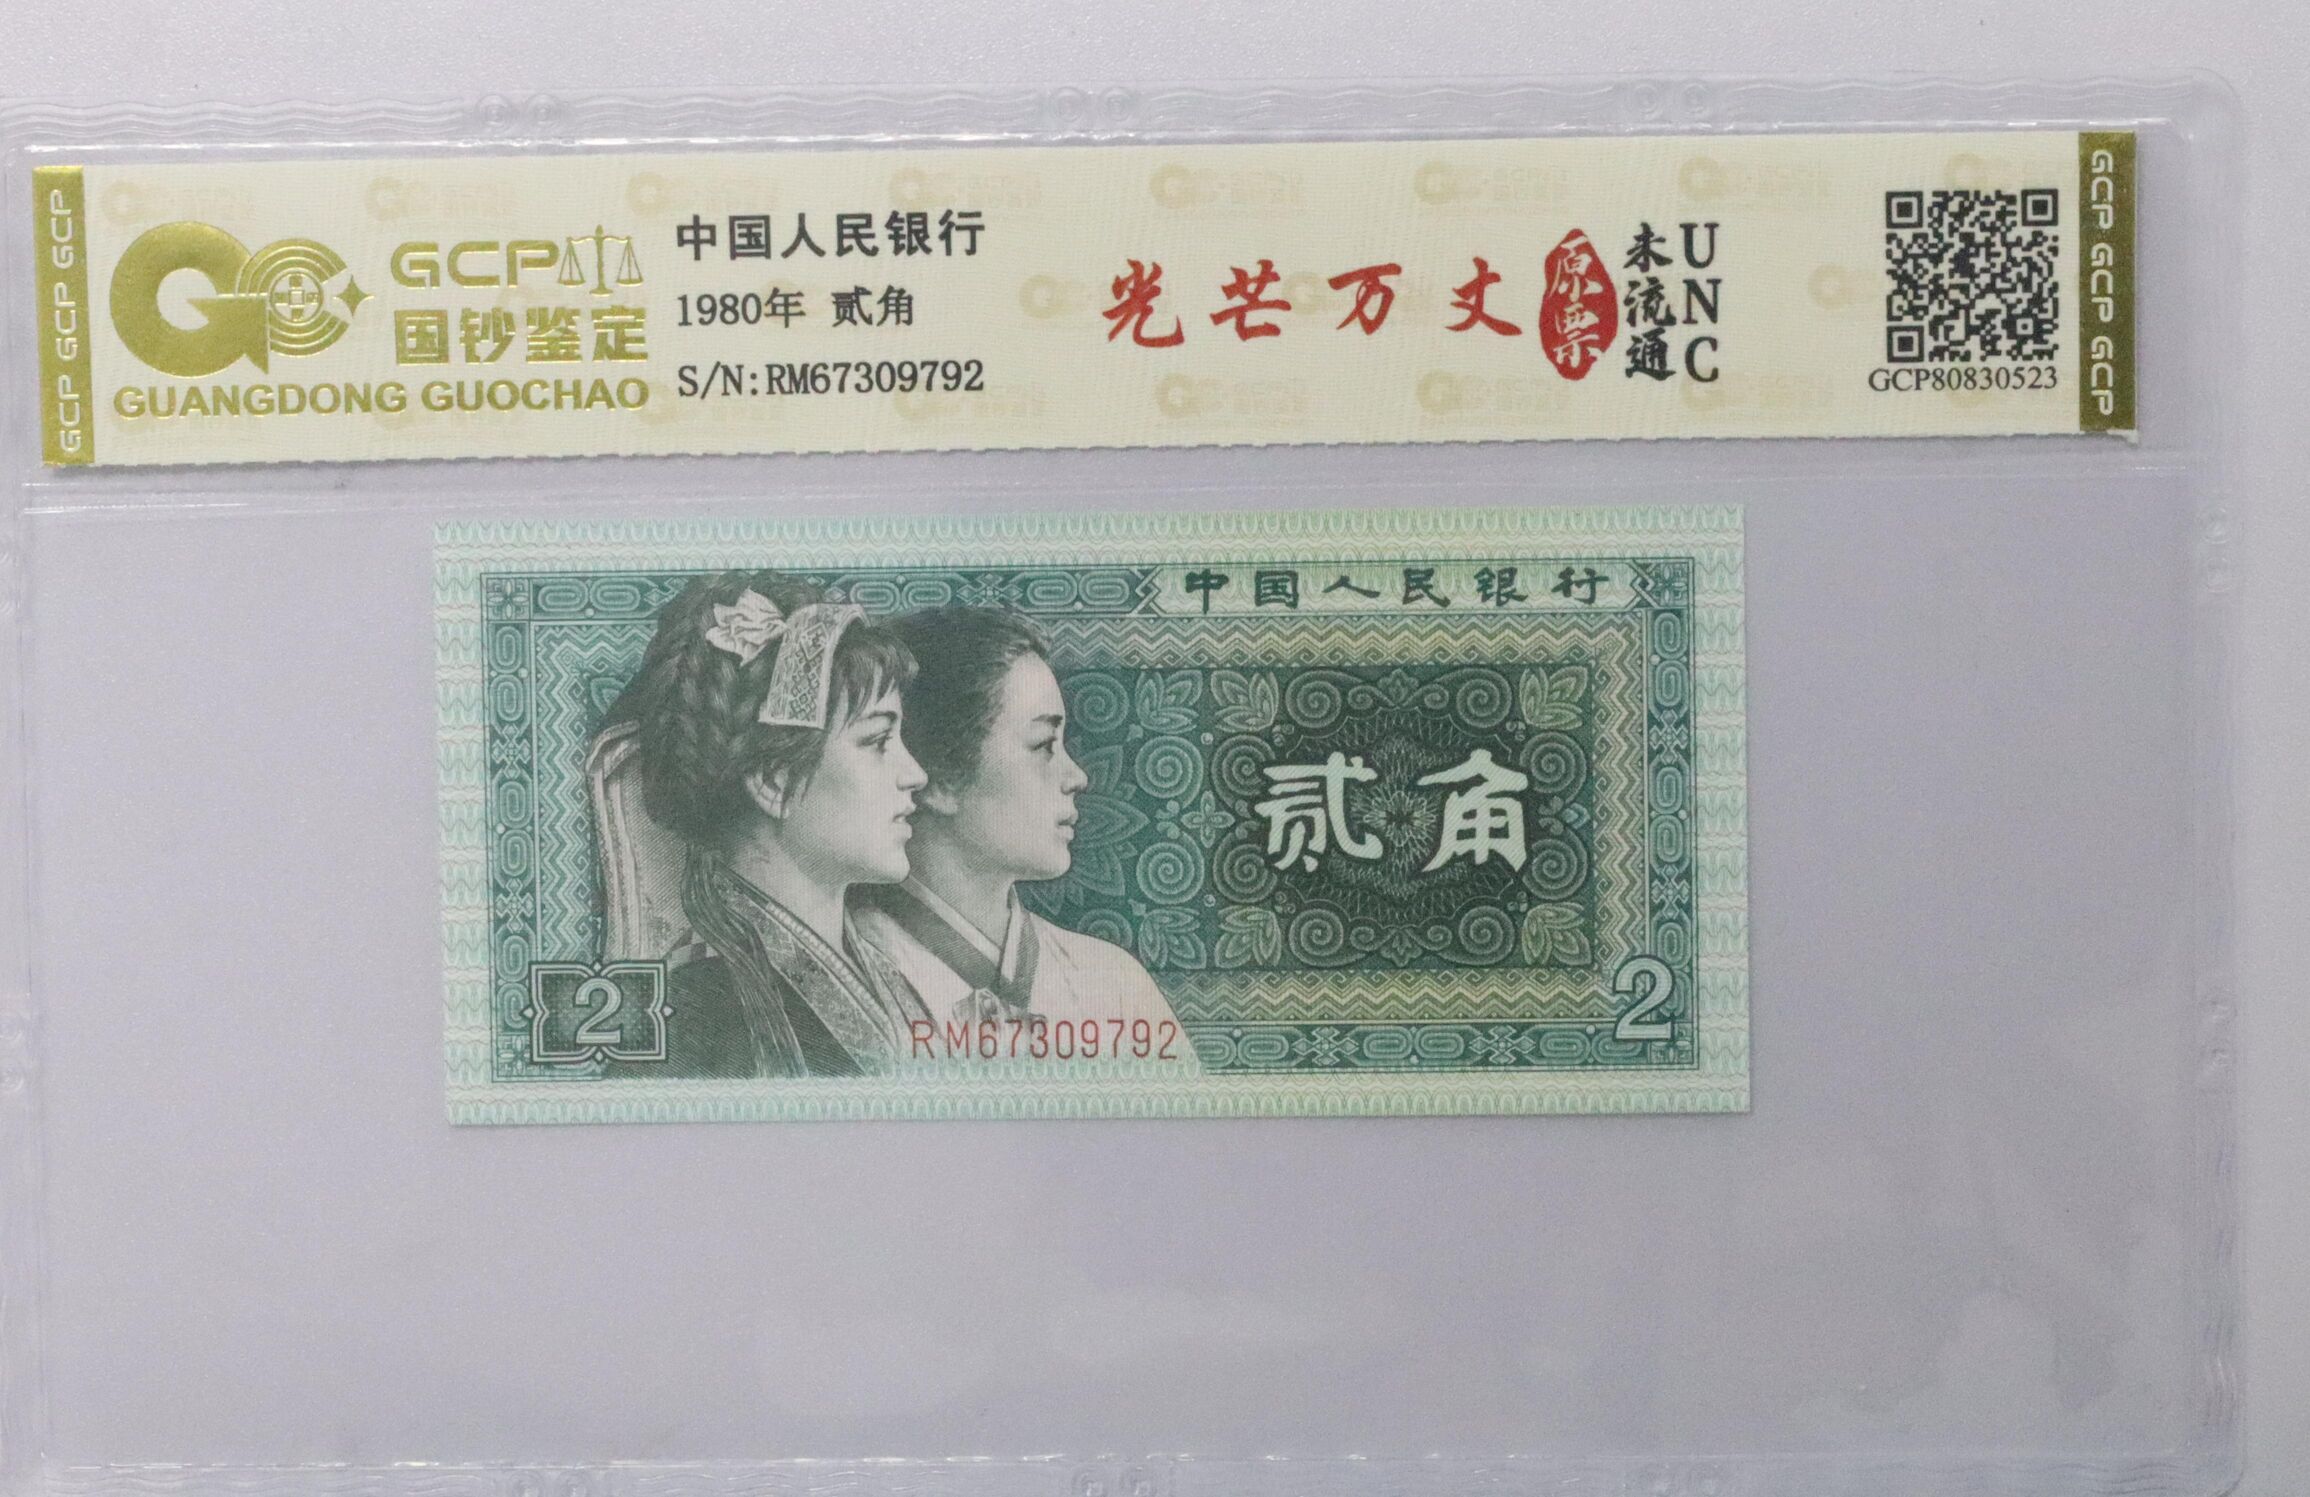 GCP GCP GCP
GCP
国钞鉴定
GUANGDONG GUOCHAO
中国人民银行
1980年 贰角
S/N:RM67309792
光芒万丈
原票
未流通
UNC
GCP80830523
GCP GCP GCP
中国人民银行
贰角
2
2
RM67309792